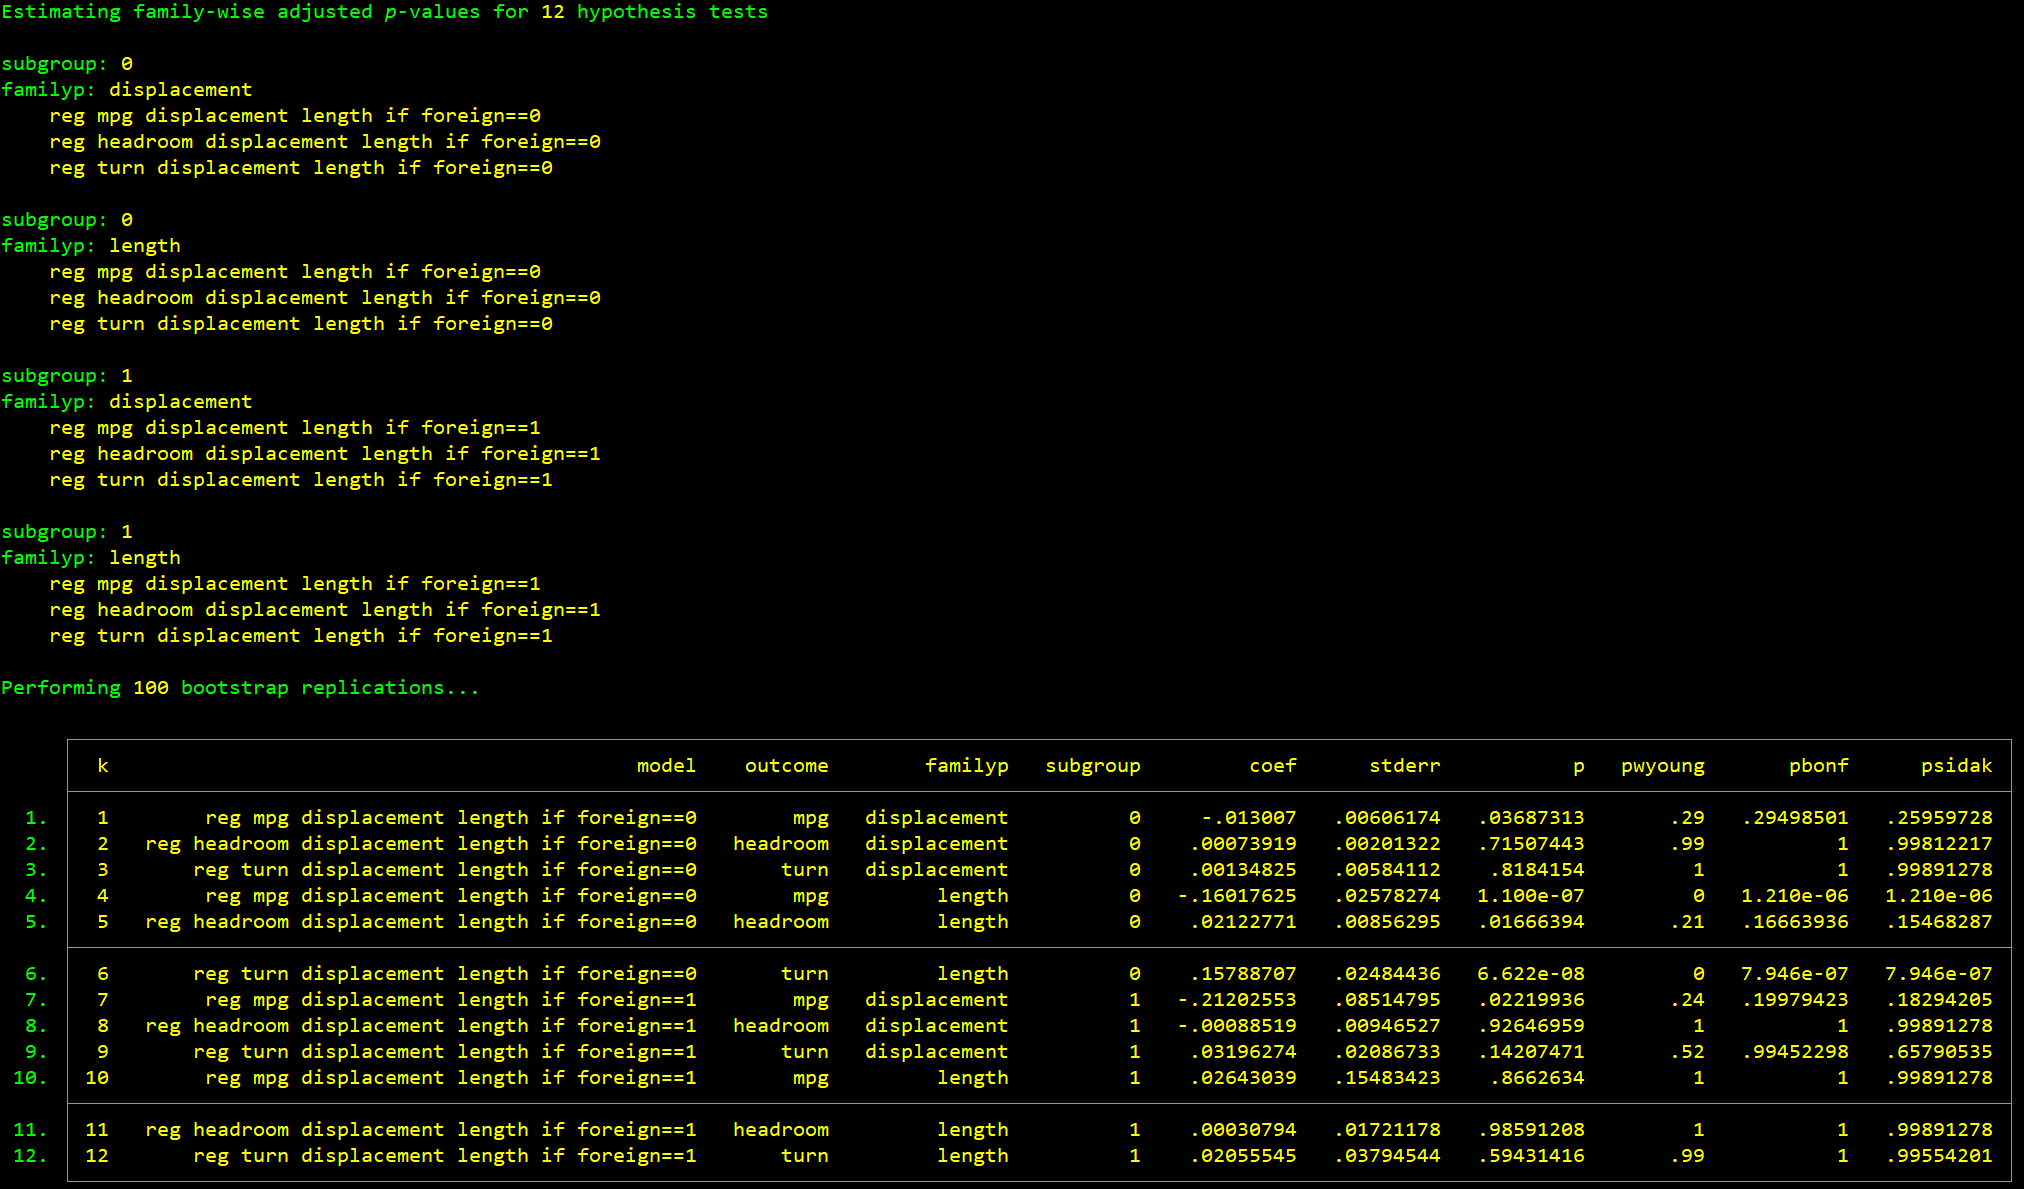 Estimating family-wise adjusted p-values for 12 hypothesis tests
subgroup: 0
familyp: displacement
reg mpg displacement length if foreign==0
reg headroom displacement length if foreign==0
reg turn displacement length if foreign==0
subgroup: 0
familyp: length
reg mpg displacement length if foreign==0
reg headroom displacement length if foreign==0
reg turn displacement length if foreign==0
subgroup: 1
familyp: displacement
reg mpg displacement length if foreign==1
reg headroom displacement length if foreign==1
reg turn displacement length if foreign==1
subgroup: 1
familyp: length
reg mpg displacement length if foreign==1
reg headroom displacement length if foreign==1
reg turn displacement length if foreign==1
Performing 100 bootstrap replications...
k model outcome familyp subgroup coef stderr p pwyoung pbonf psidak
1. 1 reg mpg displacement length if foreign==0 mpg displacement 0 -.013007 .00606174 .03687313 .29 .29498501 .25959728
2. 2 reg headroom displacement length if foreign==0 headroom displacement 0 .00073919 .00201322 .71507443 .99 1 .99812217
3. 3 reg turn displacement length if foreign==0 turn displacement 0 .00134825 .00584112 .8184154 1 1 .99891278
4. 4 reg mpg displacement length if foreign==0 mpg length 0 -.16017625 .02578274 1.100e-07 0 1.210e-06 1.210e-06
5. 5 reg headroom displacement length if foreign==0 headroom length 0 .02122771 .00856295 .01666394 .21 .16663936 .15468287
6. 6 reg turn displacement length if foreign==0 turn length 0 .15788707 .02484436 6.622e-08 0 7.946e-07 7.946e-07
7. 7 reg mpg displacement length if foreign==1 mpg displacement 1 -.21202553 .08514795 .02219936 .24 .19979423 .18294205
8. 8 reg headroom displacement length if foreign==1 headroom displacement 1 -.00088519 .00946527 .92646959 1 1 .99891278
9. 9 reg turn displacement length if foreign==1 turn displacement 1 .03196274 .02086733 .14207471 .52 .99452298 .65790535
10. 10 reg mpg displacement length if foreign==1 mpg length 1 .02643039 .15483423 .8662634 1 1 .99891278
11. 11 reg headroom displacement length if foreign==1 headroom length 1 .00030794 .01721178 .98591208 1 1 .99891278
12. 12 reg turn displacement length if foreign==1 turn length 1 .02055545 .03794544 .59431416 .99 1 .99554201